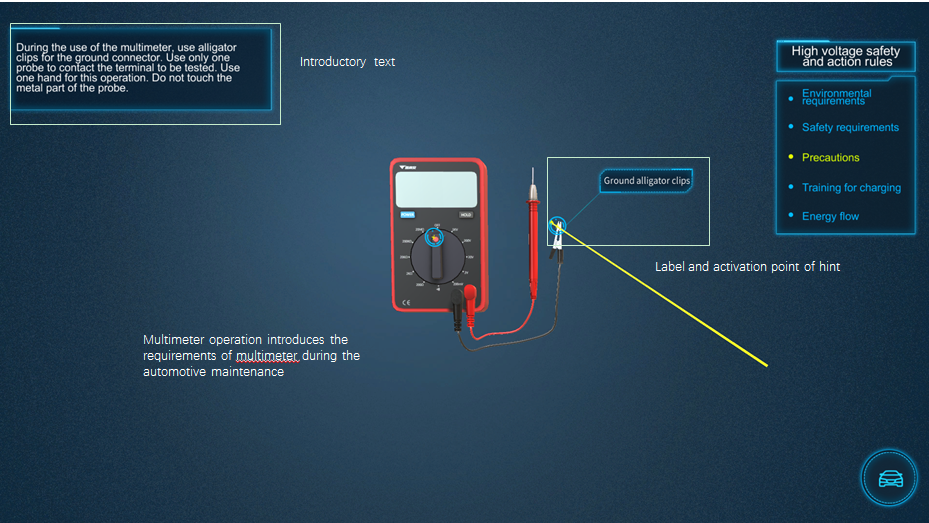 During the use of the multimeter, use alligator
clips for the ground connector. Use only one
probe to contact the terminal to be tested. Use
one hand for this operation. Do not touch the
metal part of the probe.
Introductory text
High voltage safety
and action rules
Environmental
requirements
Safety requirements
Precautions
Training for charging
Energy flow
Ground alligator clips
POWER
HOLD
CE
Label and activation point of hint
Multimeter operation introduces the
requirements of multimeter during the
automotive maintenance